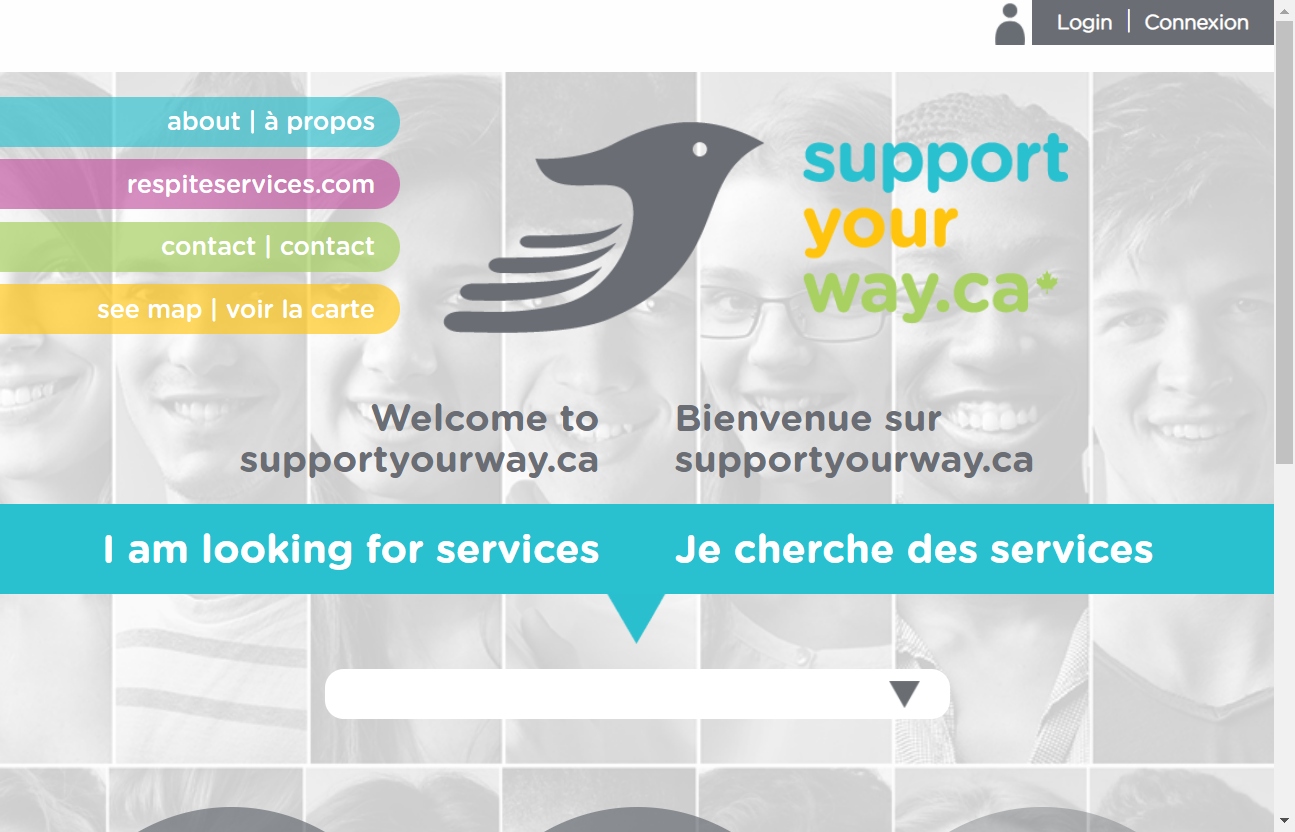 Login | Connexion
about | à propos
respiteservices.com
contact | contact
see map | voir la carte
support
your
way.ca
Welcome to
supportyourway.ca
Bienvenue sur
supportyourway.ca
I am looking for services
Je cherche des services